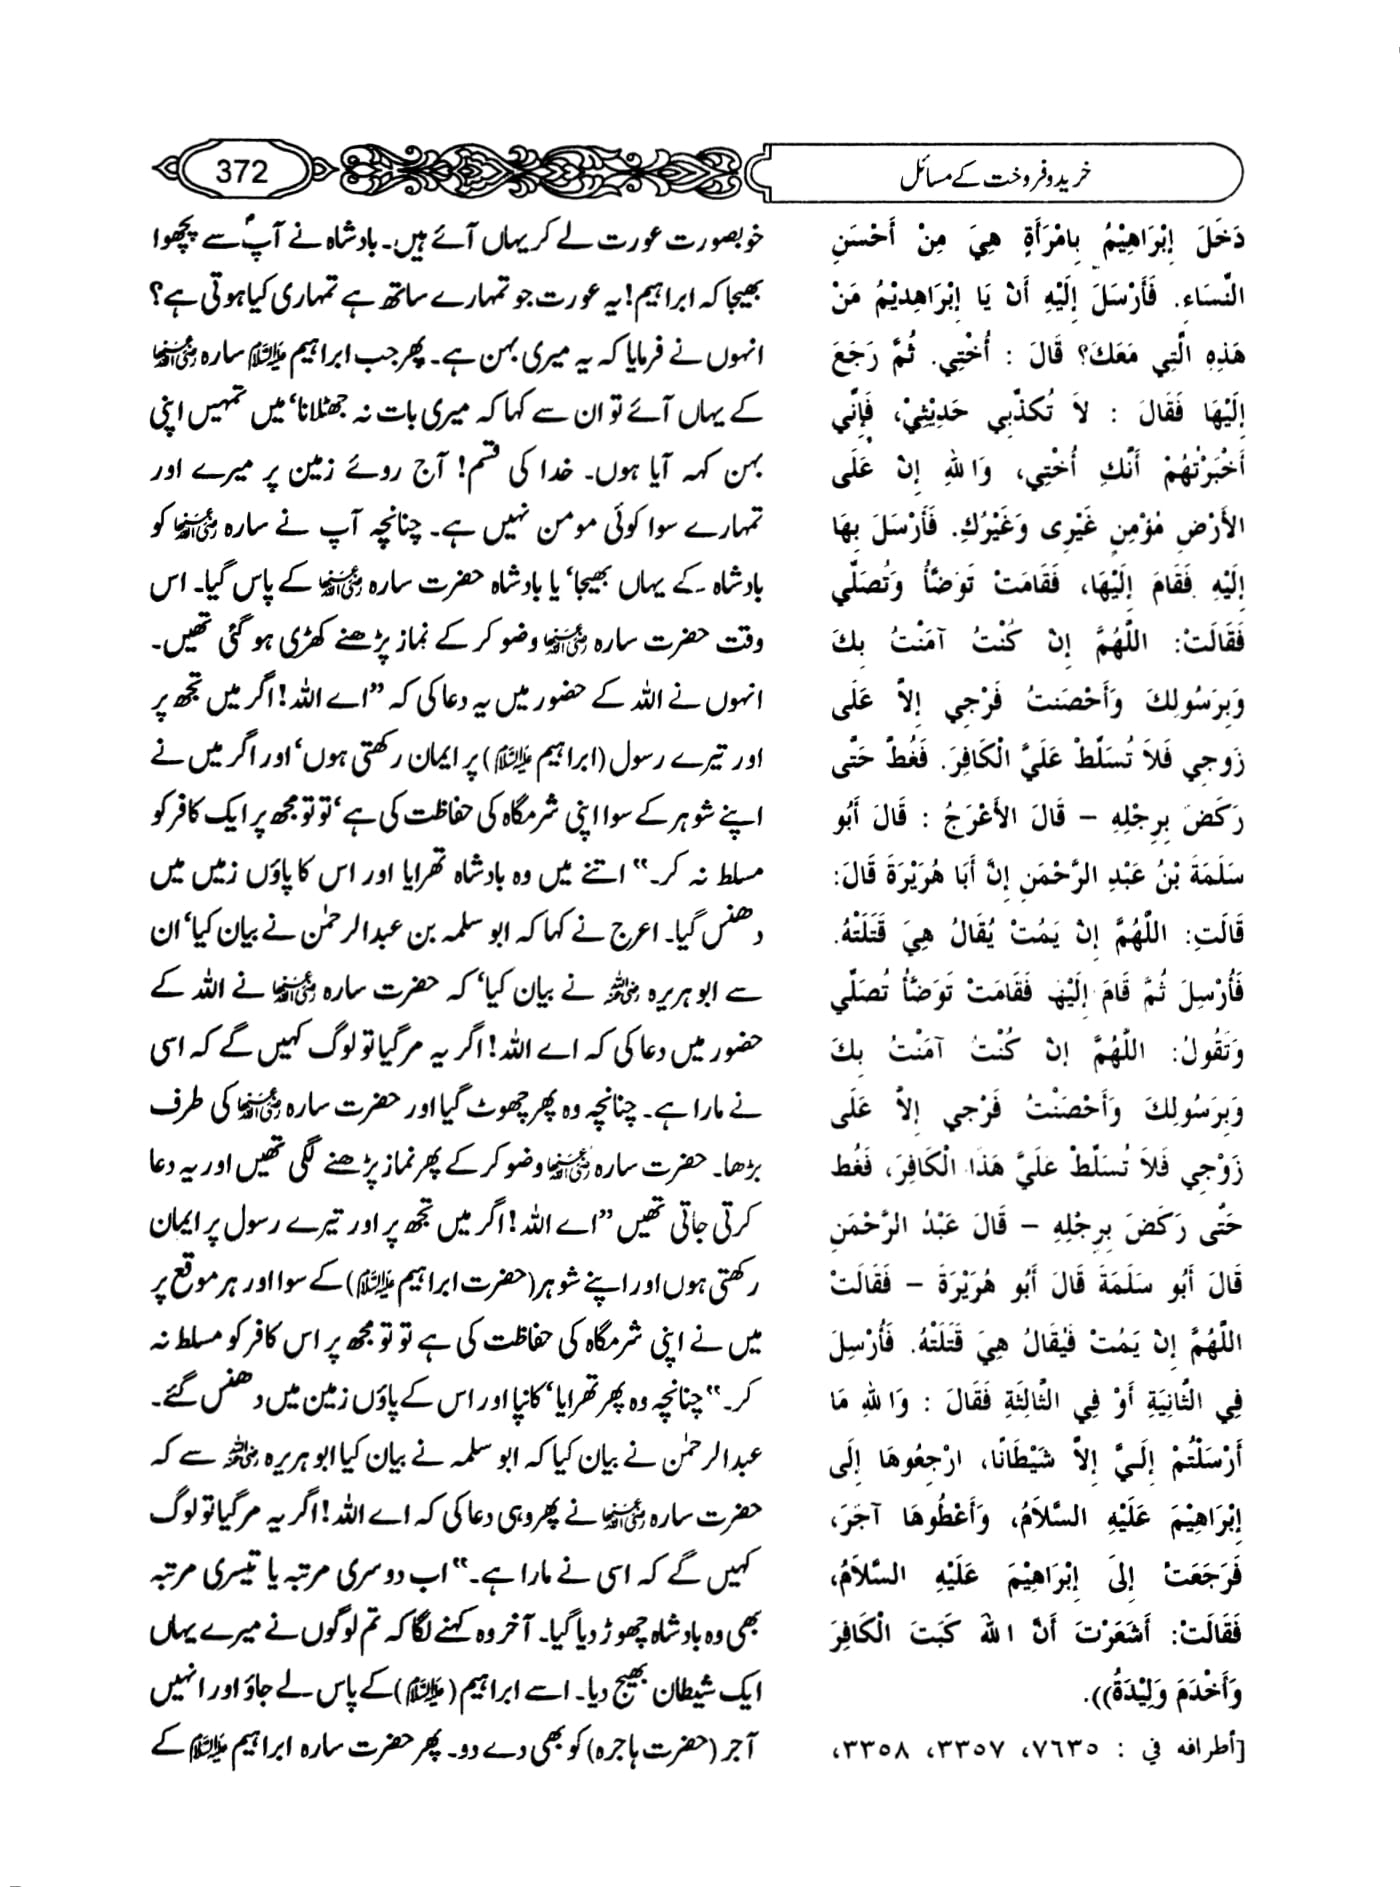 خرید و فروخت کے مسائل
372
دَخَلَ إِبْرَاهِيْمُ بِامْرَأَةٍ هِيَ مِنْ أَحْسَنِ
النِّسَاءِ. فَأَرْسَلَ إِلَيْهِ أَنْ يَا إِبْرَاهِيْمُ مَنْ
هَذِهِ الَّتِي مَعَكَ؟ قَالَ : أُخْتِي. ثُمَّ رَجَعَ
إِلَيْهَا فَقَالَ : لاَ تُكَذِّبِي حَدِيْثِيْ، فَإِنِّي
أَخْبَرْتُهُمْ أَنَّكِ أُخْتِي، وَاللهِ إِنْ عَلَى
الأَرْضِ مُؤْمِنٍ غَيْرِى وَغَيْرُكِ. فَأَرْسَلَ بِهَا
إِلَيْهِ فَقَامَ إِلَيْهَا، فَقَامَتْ تَوَضَّأُ وَتُصَلِّي
فَقَالَتْ: اللَّهُمَّ إِنْ كُنْتُ آمَنْتُ بِكَ
وَبِرَسُولِكَ وَأَحْصَنتُ فَرْجِي إِلاَّ عَلَى
زَوجِي فَلاَ تُسَلِّطْ عَلَيَّ الْكَافِرَ. فَغُطَّ حَتَّى
رَكَضَ بِرِجْلِهِ – قَالَ الأَعْرَجُ : قَالَ أَبُو
سَلَمَةَ بْنُ عَبْدِ الرَّحْمَنِ إِنَّ أَبَا هُرَيْرَةَ قَالَ:
قَالَتِ: اللَّهُمَّ إِنْ يَمُتْ يُقَالُ هِيَ قَتَلَتْهُ.
فَأُرْسِلَ ثُمَّ قَامَ إِلَيْهَا فَقَامَتْ تَوَضَّأُ تُصَلِّي
وَتَقُولُ: اللَّهُمَّ إِنْ كُنْتُ آمَنْتُ بِكَ
وَبِرَسُولِكَ وَأَحْصَنْتُ فَرْجِي إِلاَّ عَلَى
زَوْجِي فَلاَ تُسَلِّطْ عَلَيَّ هَذَا الْكَافِرَ، فَغُطَ
حَتَّى رَكَضَ بِرِجْلِهِ – قَالَ عَبْدُ الرَّحْمَنِ
قَالَ أَبُو سَلَمَةَ قَالَ أَبُو هُرَيْرَةَ – فَقَالَتْ
اللَّهُمَّ إِنْ يَمُتْ فَيُقَالُ هِيَ قَتَلَتْهُ. فَأُرْسِلَ
فِي الثَّانِيَةِ أَوْ فِي الثَّالِثَةِ فَقَالَ : وَاللهِ مَا
أَرْسَلْتُمْ إِلَيَّ إِلاَّ شَيْطَانًا، ارْجِعُوهَا إِلَى
إِبْرَاهِيْمَ عَلَيْهِ السَّلاَمُ، وَأَعْطُوهَا آجَرَ،
فَرَجَعَتْ إِلَى إِبْرَاهِيْمَ عَلَيْهِ السَّلاَمُ،
فَقَالَتْ: أَشَعَرْتَ أَنَّ اللهَ كَبَتَ الْكَافِرَ
وَأَخْدَمَ وَلِيْدَةً)).
[أطرافه في : ٧٦٣٥، ٣٣٥٧، ٣٣٥٨،
خوبصورت عورت لے کر یہاں آئے ہیں۔ بادشاہ نے آپؑ سے پچھوا
بھیجا کہ ابراہیم! یہ عورت جو تمہارے ساتھ ہے تمہاری کیا ہوتی ہے؟
انہوں نے فرمایا کہ یہ میری بہن ہے۔ پھر جب ابراہیم علیہ السلام سارہ رضی اللہ عنہا
کے یہاں آئے تو ان سے کہا کہ میری بات نہ جھٹلانا‘ میں تمہیں اپنی
بہن کہہ آیا ہوں۔ خدا کی قسم! آج روئے زمین پر میرے اور
تمہارے سوا کوئی مومن نہیں ہے۔ چنانچہ آپ نے سارہ رضی اللہ عنہا کو
بادشاہ کے یہاں بھیجا‘ یا بادشاہ حضرت سارہ رضی اللہ عنہا کے پاس گیا۔ اس
وقت حضرت سارہ رضی اللہ عنہا وضو کر کے نماز پڑھنے کھڑی ہو گئی تھیں۔
انہوں نے اللہ کے حضور میں یہ دعا کی کہ ”اے اللہ! اگر میں تجھ پر
اور تیرے رسول (ابراہیم علیہ السلام) پر ایمان رکھتی ہوں‘ اور اگر میں نے
اپنے شوہر کے سوا اپنی شرمگاہ کی حفاظت کی ہے‘ تو تو مجھ پر ایک کافر کو
مسلط نہ کر۔“ اتنے میں وہ بادشاہ تھرایا اور اس کا پاؤں زمین میں
دھنس گیا۔ اعرج نے کہا کہ ابو سلمہ بن عبدالرحمٰن نے بیان کیا‘ ان
سے ابو ہریرہ رضی اللہ عنہ نے بیان کیا‘ کہ حضرت سارہ رضی اللہ عنہا نے اللہ کے
حضور میں دعا کی کہ اے اللہ! اگر یہ مر گیا تو لوگ کہیں گے کہ اسی
نے مارا ہے۔ چنانچہ وہ پھر چھوٹ گیا اور حضرت سارہ رضی اللہ عنہا کی طرف
بڑھا۔ حضرت سارہ رضی اللہ عنہا وضو کر کے پھر نماز پڑھنے لگی تھیں اور یہ دعا
کرتی جاتی تھیں ”اے اللہ! اگر میں تجھ پر اور تیرے رسول پر ایمان
رکھتی ہوں اور اپنے شوہر (حضرت ابراہیم علیہ السلام) کے سوا اور ہر موقع پر
میں نے اپنی شرمگاہ کی حفاظت کی ہے تو تو مجھ پر اس کافر کو مسلط نہ
کر۔“ چنانچہ وہ پھر تھرایا‘ کانپا اور اس کے پاؤں زمین میں دھنس گئے۔
عبدالرحمٰن نے بیان کیا کہ ابو سلمہ نے بیان کیا ابو ہریرہ رضی اللہ عنہ سے کہ
حضرت سارہ رضی اللہ عنہا نے پھر وہی دعا کی کہ اے اللہ! اگر یہ مر گیا تو لوگ
کہیں گے کہ اسی نے مارا ہے۔“ اب دوسری مرتبہ یا تیسری مرتبہ
بھی وہ بادشاہ چھوڑ دیا گیا۔ آخر وہ کہنے لگا کہ تم لوگوں نے میرے یہاں
ایک شیطان بھیج دیا۔ اسے ابراہیم (علیہ السلام) کے پاس لے جاؤ اور انہیں
آجر (حضرت ہاجرہ) کو بھی دے دو۔ پھر حضرت سارہ ابراہیم علیہ السلام کے